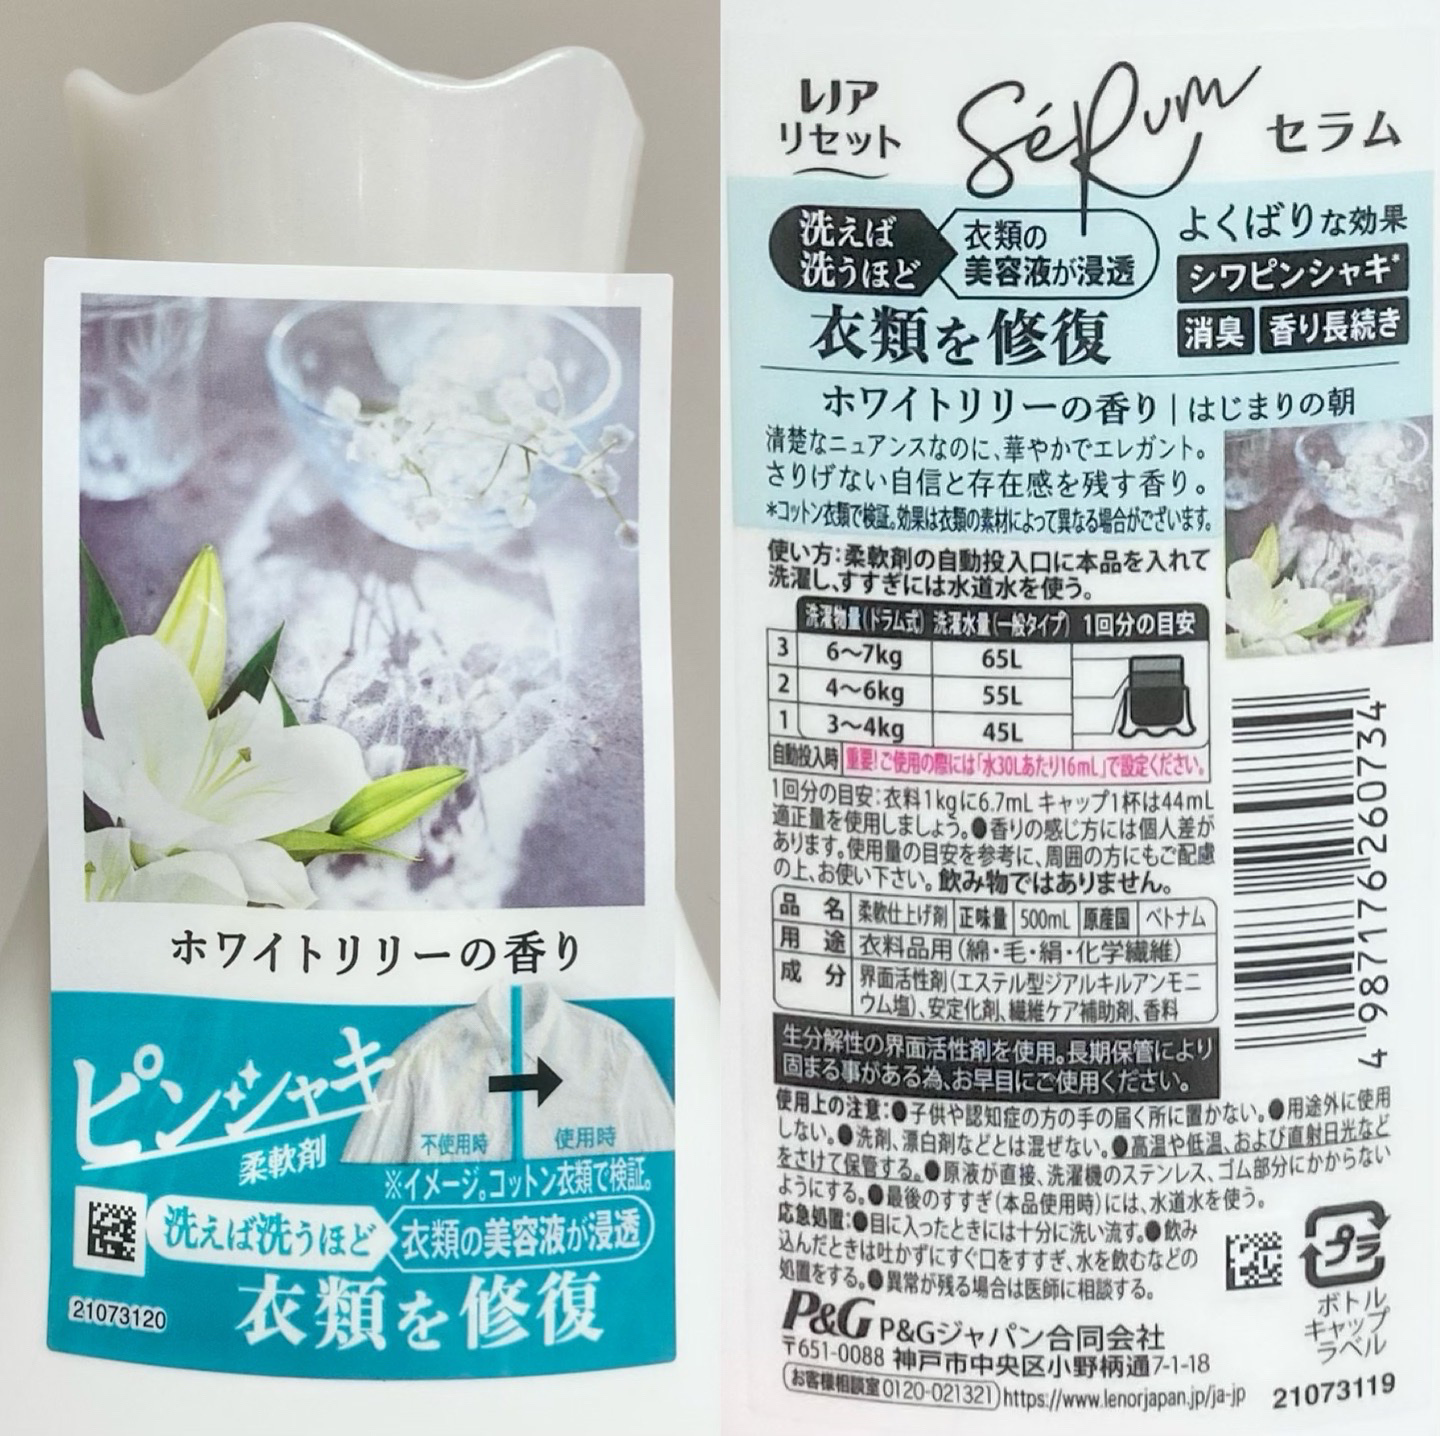 ホワイトリリーの香り
ピンシャキ
柔軟剤
不使用時
使用時
※イメージ。コットン衣類で検証。
洗えば洗うほど
衣類の美容液が浸透
衣類を修復
21073120
レノア
リセット
SéRum
セラム
洗えば
洗うほど
衣類の
美容液が浸透
衣類を修復
よくばりな効果
シワピンシャキ*
消臭
香り長続き
ホワイトリリーの香り | はじまりの朝
清楚なニュアンスなのに、華やかでエレガント。
さりげない自信と存在感を残す香り。
*コットン衣類で検証。効果は衣類の素材によって異なる場合がございます。
使い方:柔軟剤の自動投入口に本品を入れて
洗濯し、すすぎには水道水を使う。
洗濯物量(ドラム式) 洗濯水量(一般タイプ) 1回分の目安
3 6〜7kg 65L
2 4〜6kg 55L
1 3〜4kg 45L
自動投入時 重要!ご使用の際には「水30Lあたり16mL」で設定ください。
1回分の目安:衣料1kgに6.7mL キャップ1杯は44mL
適正量を使用しましょう。●香りの感じ方には個人差が
あります。使用量の目安を参考に、周囲の方にもご配慮
の上、お使い下さい。飲み物ではありません。
品名 柔軟仕上げ剤 正味量 500mL 原産国 ベトナム
用途 衣料品用(綿・毛・絹・化学繊維)
成分 界面活性剤(エステル型ジアルキルアンモニ
ウム塩)、安定化剤、繊維ケア補助剤、香料
生分解性の界面活性剤を使用。長期保管により
固まる事がある為、お早目にご使用ください。
4 987176 260734
使用上の注意:●子供や認知症の方の手の届く所に置かない。●用途外に使用
しない。●洗剤、漂白剤などとは混ぜない。●高温や低温、および直射日光など
をさけて保管する。●原液が直接、洗濯機のステンレス、ゴム部分にかからない
ようにする。●最後のすすぎ(本品使用時)には、水道水を使う。
応急処置:●目に入ったときには十分に洗い流す。●飲み
込んだときは吐かずにすぐ口をすすぎ、水を飲むなどの
処置をする。●異常が残る場合は医師に相談する。
プラ
ボトル
キャップ
ラベル
P&G P&Gジャパン合同会社
〒651-0088 神戸市中央区小野柄通7-1-18
お客様相談室 0120-021321 https://www.lenorjapan.jp/ja-jp
21073119